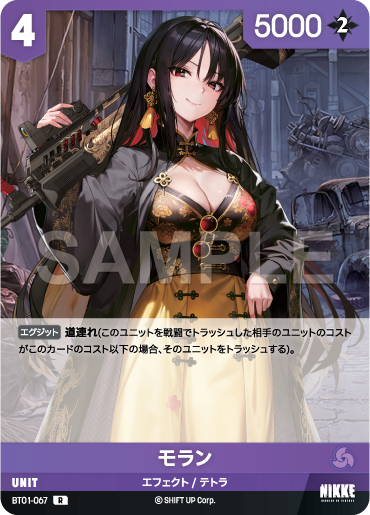 4
5000
2
SAMPLE
エグジット 道連れ(このユニットを戦闘でトラッシュした相手のユニットのコスト
がこのカードのコスト以下の場合、そのユニットをトラッシュする)。
モラン
UNIT
エフェクト / テトラ
BT01-067 R
© SHIFT UP Corp.
NIKKE